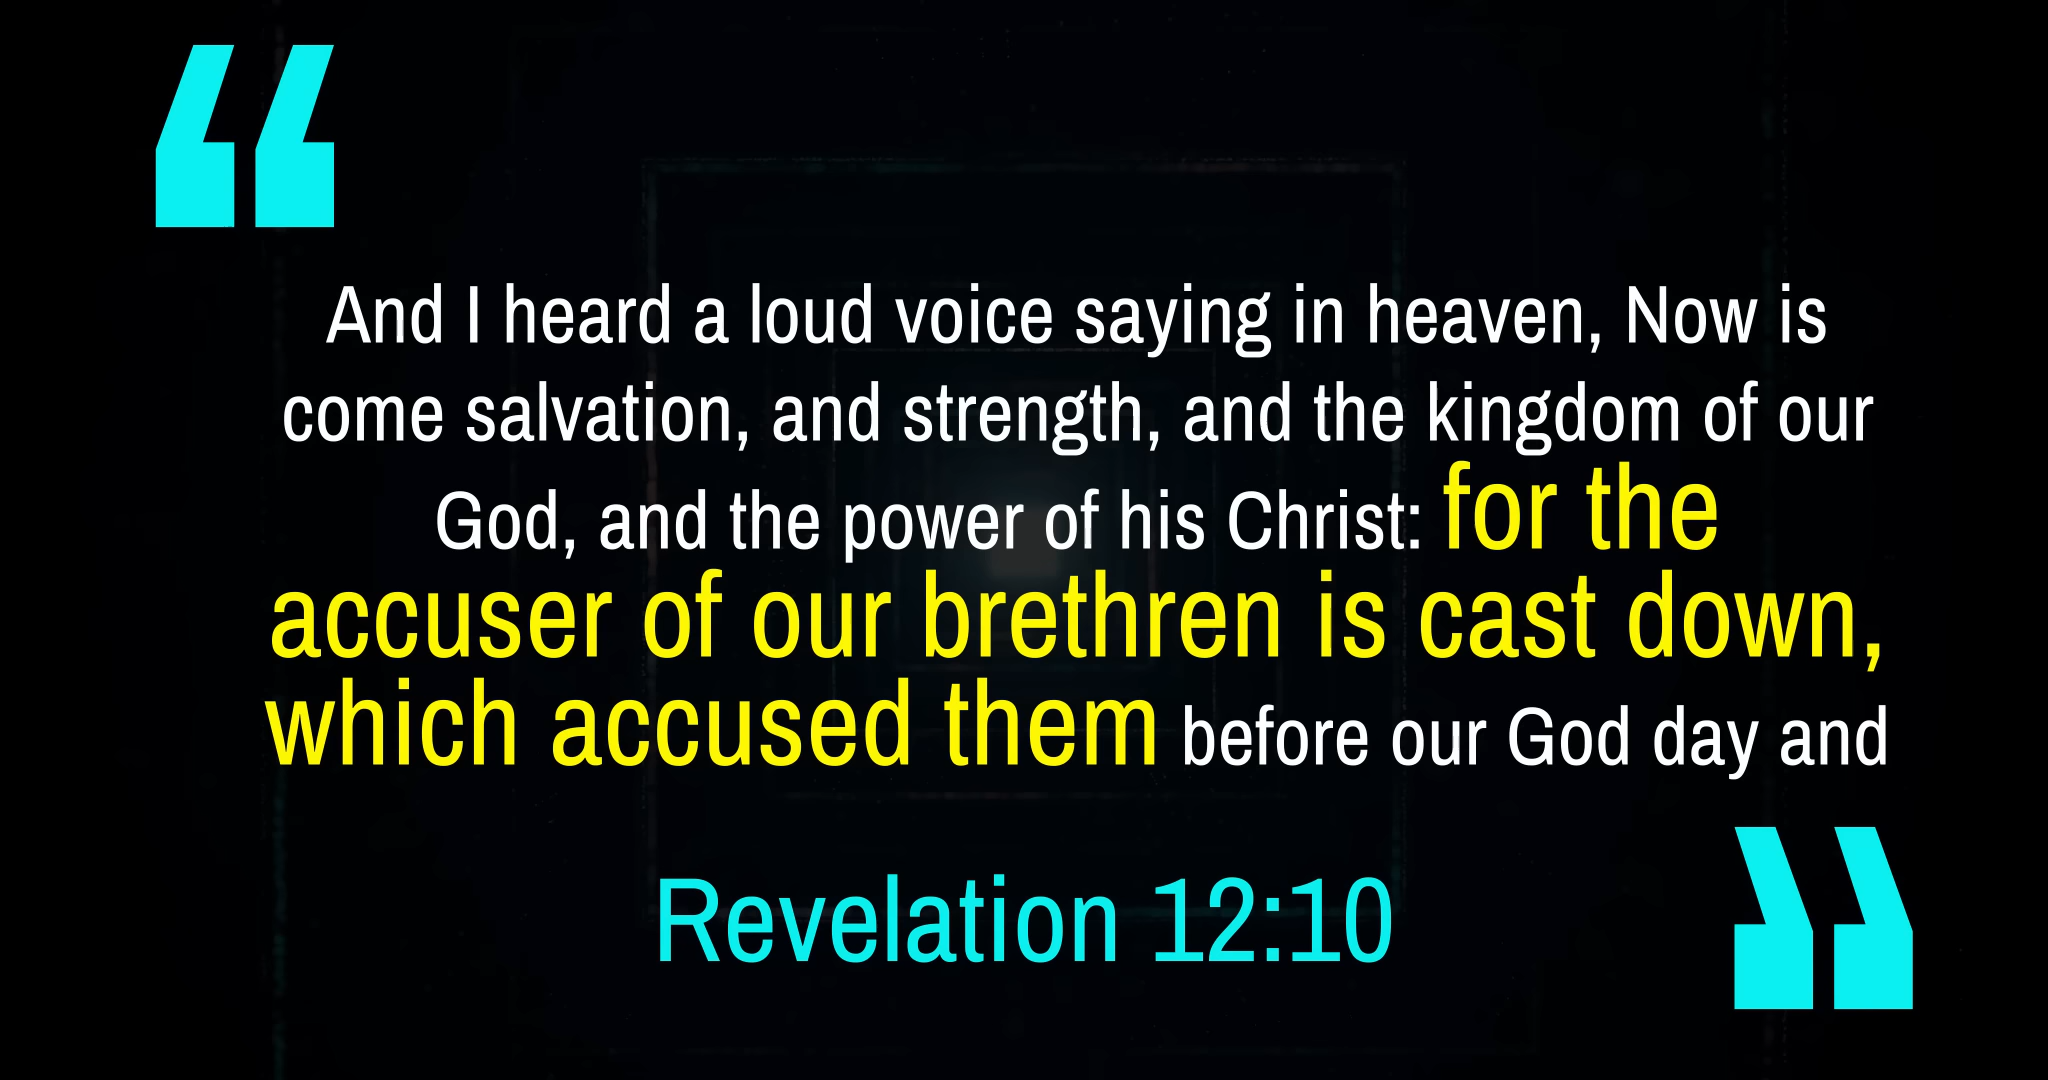 “
And I heard a loud voice saying in heaven, Now is
come salvation, and strength, and the kingdom of our
God, and the power of his Christ: for the
accuser of our brethren is cast down,
which accused them before our God day and
Revelation 12:10
”